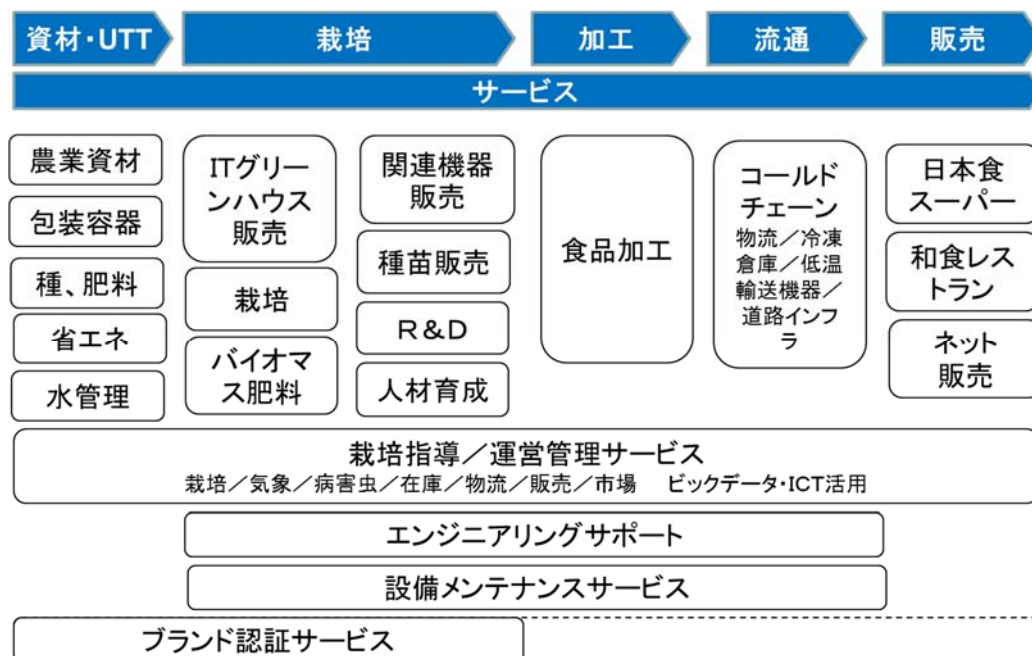 資材・UTT
栽培
加工
流通
販売
サービス
農業資材
包装容器
種、肥料
省エネ
水管理
ITグリー
ンハウス
販売
栽培
バイオマ
ス肥料
関連機器
販売
種苗販売
R&D
人材育成
食品加工
コールド
チェーン
物流／冷凍
倉庫／低温
輸送機器／
道路インフ
ラ
日本食
スーパー
和食レス
トラン
ネット
販売
栽培指導／運営管理サービス
栽培／気象／病害虫／在庫／物流／販売／市場　ビックデータ・ICT活用
エンジニアリングサポート
設備メンテナンスサービス
ブランド認証サービス